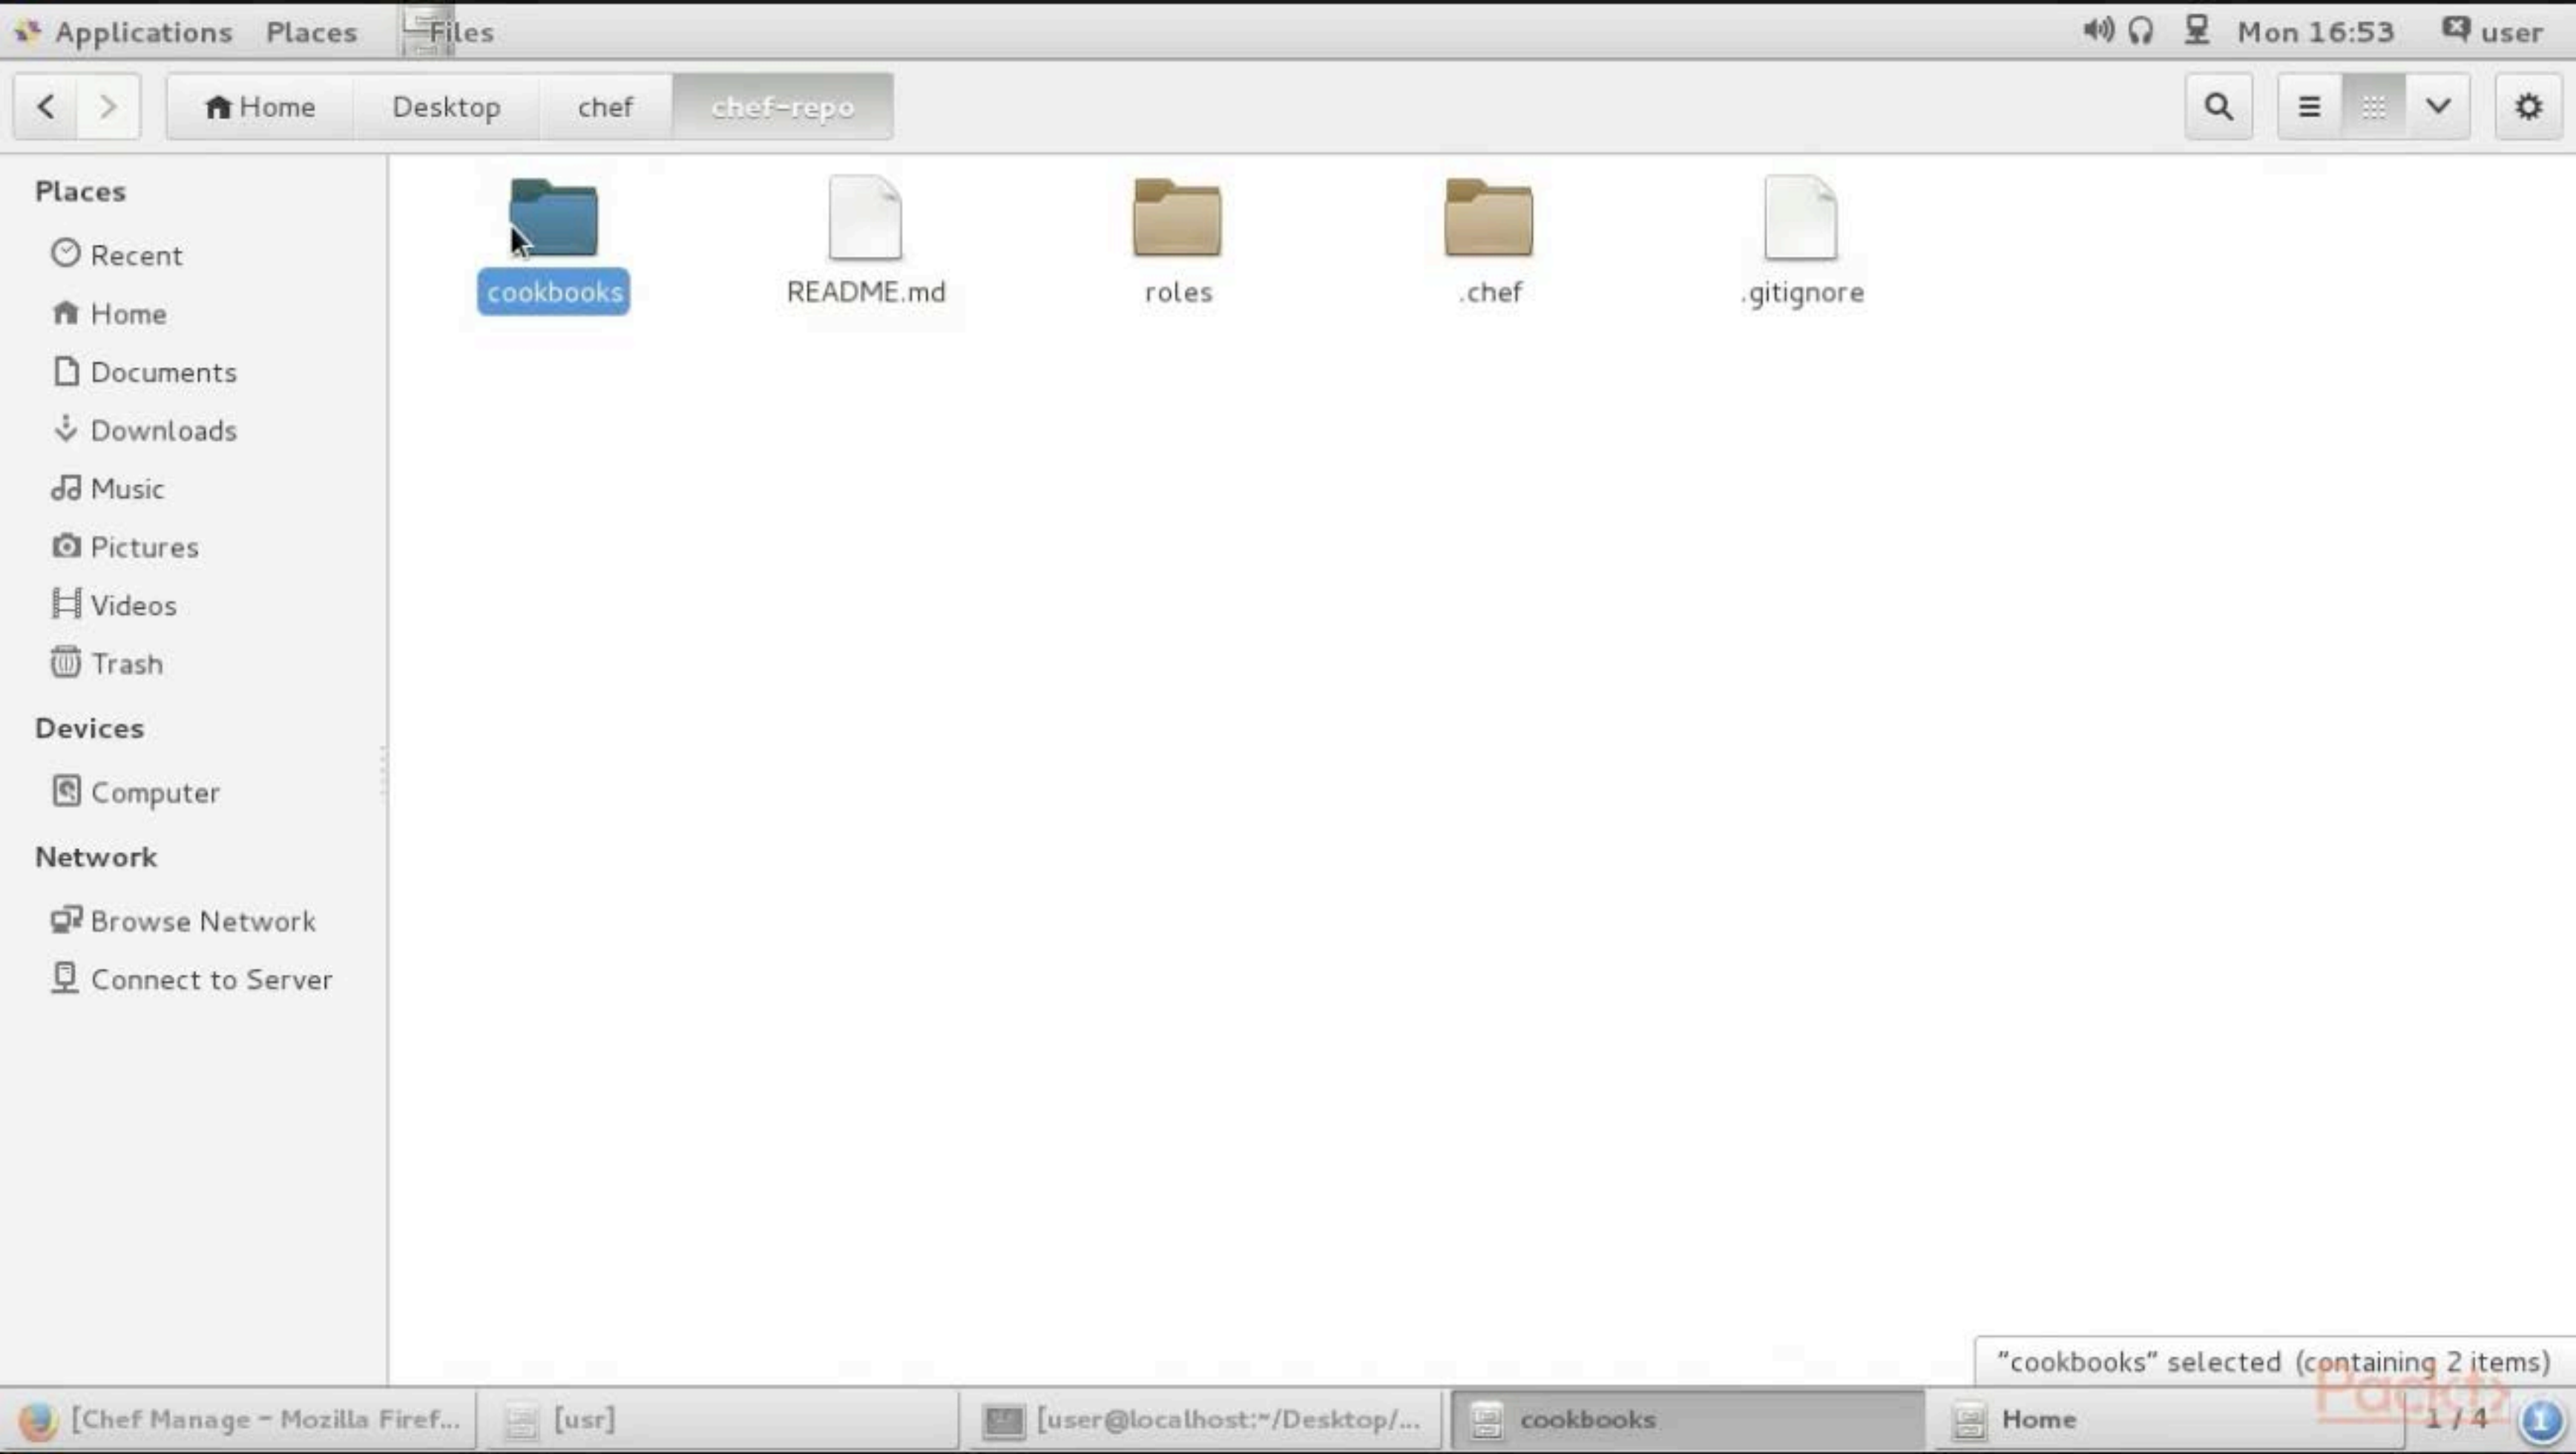 Applications Places Files Mon 16:53 user
Home Desktop chef chef-repo
Places
Recent
Home
Documents
Downloads
Music
Pictures
Videos
Trash
Devices
Computer
Network
Browse Network
Connect to Server
cookbooks README.md roles .chef .gitignore
"cookbooks" selected (containing 2 items)
Packt>
[Chef Manage - Mozilla Firef... [usr] [user@localhost:~/Desktop/... cookbooks Home 1 / 4 1